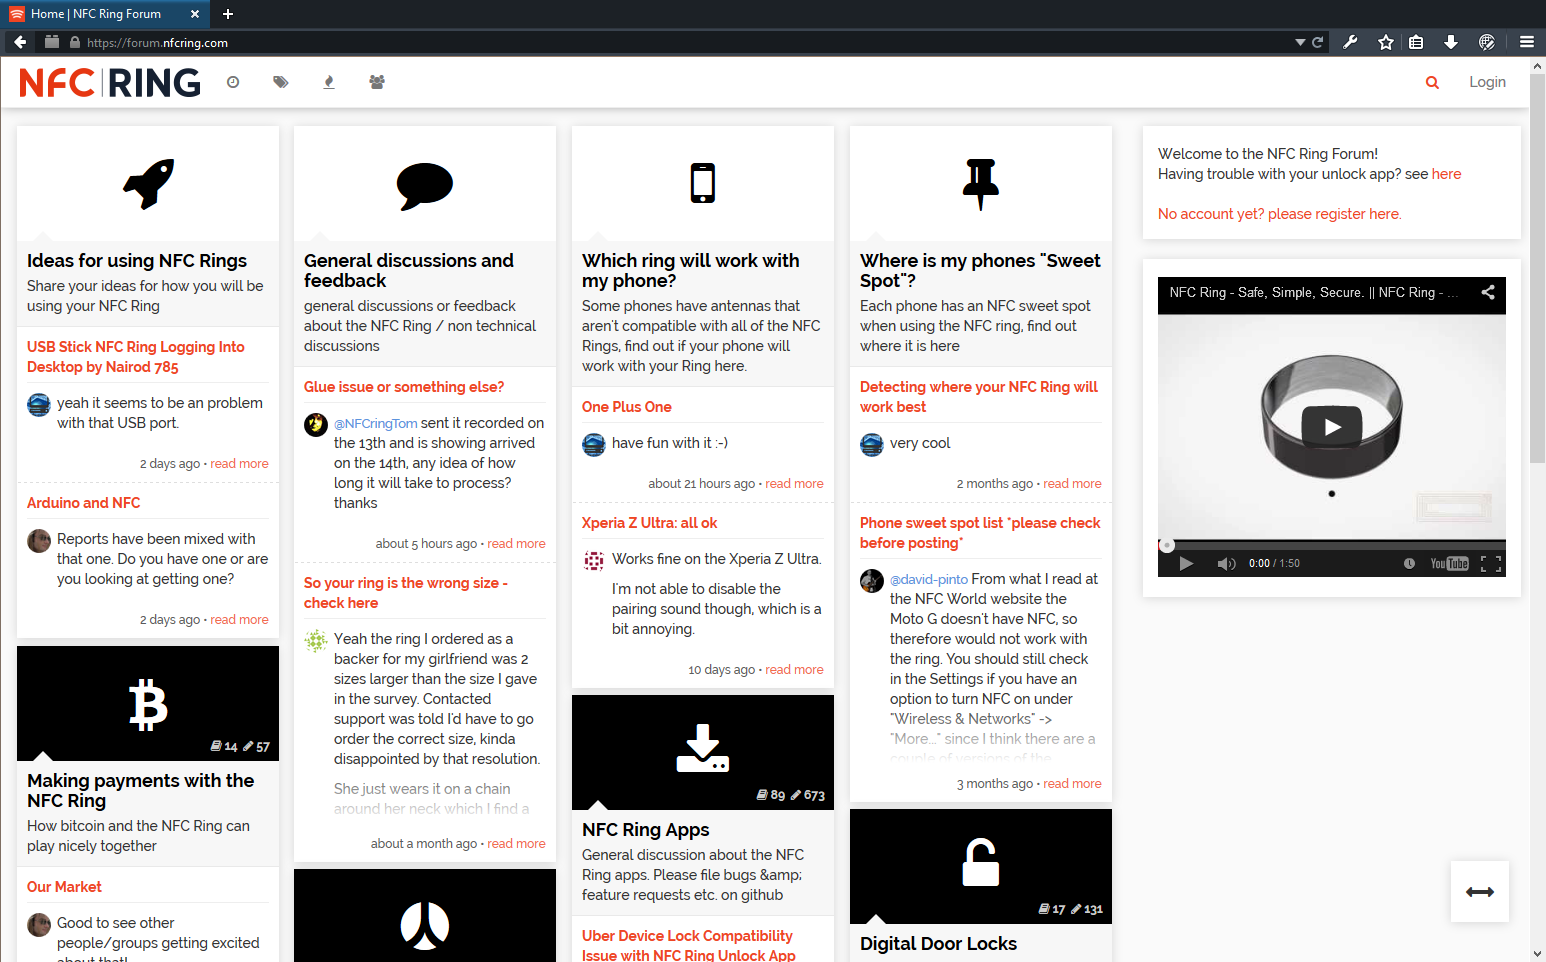 Home | NFC Ring Forum
https://forum.nfcring.com
NFC RING
Login
Ideas for using NFC Rings
Share your ideas for how you will be
using your NFC Ring
USB Stick NFC Ring Logging Into
Desktop by Nairod 785
yeah it seems to be an problem
with that USB port.
2 days ago • read more
Arduino and NFC
Reports have been mixed with
that one. Do you have one or are
you looking at getting one?
2 days ago • read more
14 57
Making payments with the
NFC Ring
How bitcoin and the NFC Ring can
play nicely together
Our Market
Good to see other
people/groups getting excited
about that!
General discussions and
feedback
general discussions or feedback
about the NFC Ring / non technical
discussions
Glue issue or something else?
@NFCringTom sent it recorded on
the 13th and is showing arrived
on the 14th, any idea of how
long it will take to process?
thanks
about 5 hours ago • read more
So your ring is the wrong size -
check here
Yeah the ring I ordered as a
backer for my girlfriend was 2
sizes larger than the size I gave
in the survey. Contacted
support was told I'd have to go
order the correct size, kinda
disappointed by that resolution.
She just wears it on a chain
around her neck which I find a
about a month ago • read more
Which ring will work with
my phone?
Some phones have antennas that
aren't compatible with all of the NFC
Rings, find out if your phone will
work with your Ring here.
One Plus One
have fun with it :-)
about 21 hours ago • read more
Xperia Z Ultra: all ok
Works fine on the Xperia Z Ultra.
I'm not able to disable the
pairing sound though, which is a
bit annoying.
10 days ago • read more
89 673
NFC Ring Apps
General discussion about the NFC
Ring apps. Please file bugs &amp;
feature requests etc. on github
Uber Device Lock Compatibility
Issue with NFC Ring Unlock App
Where is my phones "Sweet
Spot"?
Each phone has an NFC sweet spot
when using the NFC ring, find out
where it is here
Detecting where your NFC Ring will
work best
very cool
2 months ago • read more
Phone sweet spot list *please check
before posting*
@david-pinto From what I read at
the NFC World website the
Moto G doesn't have NFC, so
therefore would not work with
the ring. You should still check
in the Settings if you have an
option to turn NFC on under
"Wireless & Networks" ->
"More..." since I think there are a
couple of versions of the
3 months ago • read more
17 131
Digital Door Locks
Welcome to the NFC Ring Forum!
Having trouble with your unlock app? see here
No account yet? please register here.
NFC Ring - Safe, Simple, Secure. || NFC Ring - ...
0:00 / 1:50
YouTube